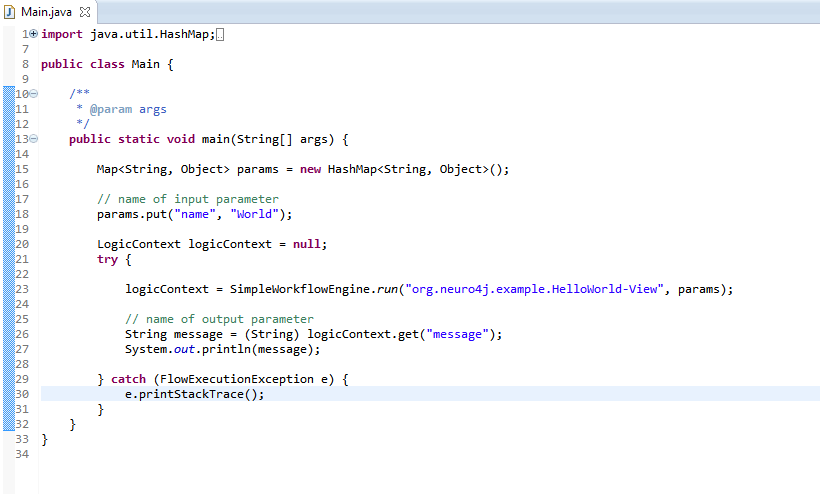 Main.java
1 import java.util.HashMap;
7
8 public class Main {
9
10 /**
11 * @param args
12 */
13 public static void main(String[] args) {
14
15 Map<String, Object> params = new HashMap<String, Object>();
16
17 // name of input parameter
18 params.put("name", "World");
19
20 LogicContext logicContext = null;
21 try {
22
23 logicContext = SimpleWorkflowEngine.run("org.neuro4j.example.HelloWorld-View", params);
24
25 // name of output parameter
26 String message = (String) logicContext.get("message");
27 System.out.println(message);
28
29 } catch (FlowExecutionException e) {
30 e.printStackTrace();
31 }
32 }
33 }
34